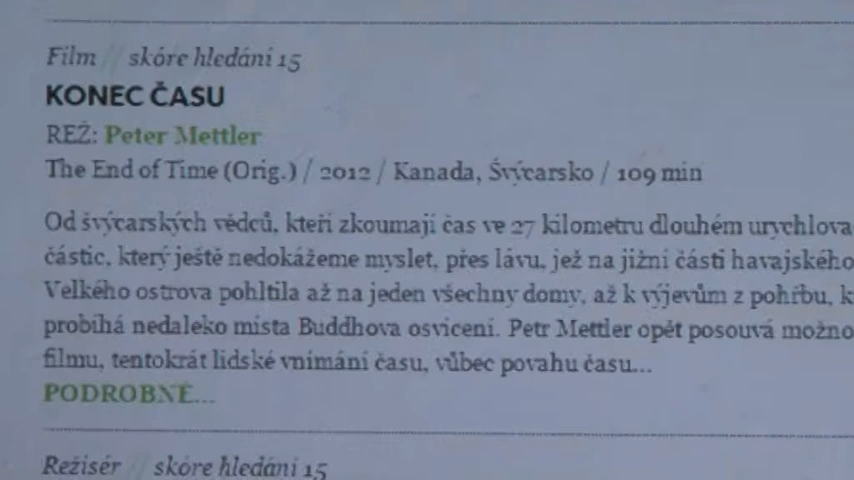 Film // skóre hledání 15
KONEC ČASU
REŽ: Peter Mettler
The End of Time (Orig.) / 2012 / Kanada, Švýcarsko / 109 min
Od švýcarských vědců, kteří zkoumají čas ve 27 kilometru dlouhém urychlova
částic, který ještě nedokážeme myslet, přes lávu, jež na jižní části havajského
Velkého ostrova pohltila až na jeden všechny domy, až k výjevům z pohřbu, k
probíhá nedaleko místa Buddhova osvícení. Petr Mettler opět posouvá možno
filmu, tentokrát lidské vnímání času, vůbec povahu času...
PODROBNĚ...
Režisér // skóre hledání 15